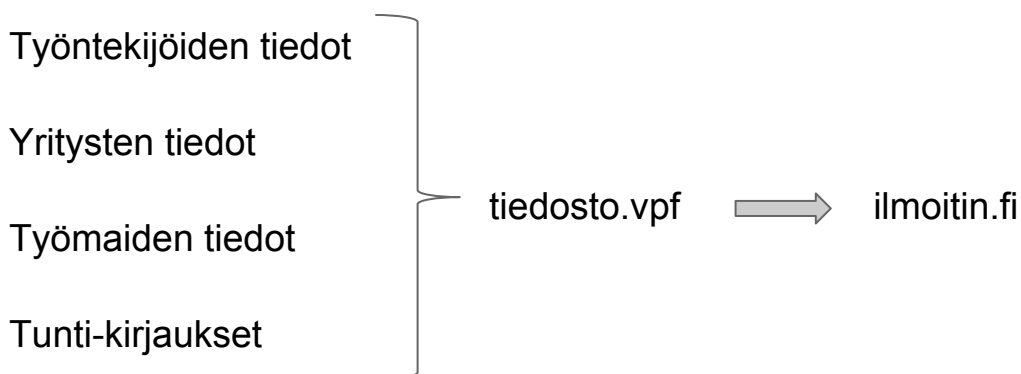 Työntekijöiden tiedot
Yritysten tiedot
Työmaiden tiedot
Tunti-kirjaukset
tiedosto.vpf
ilmoitin.fi